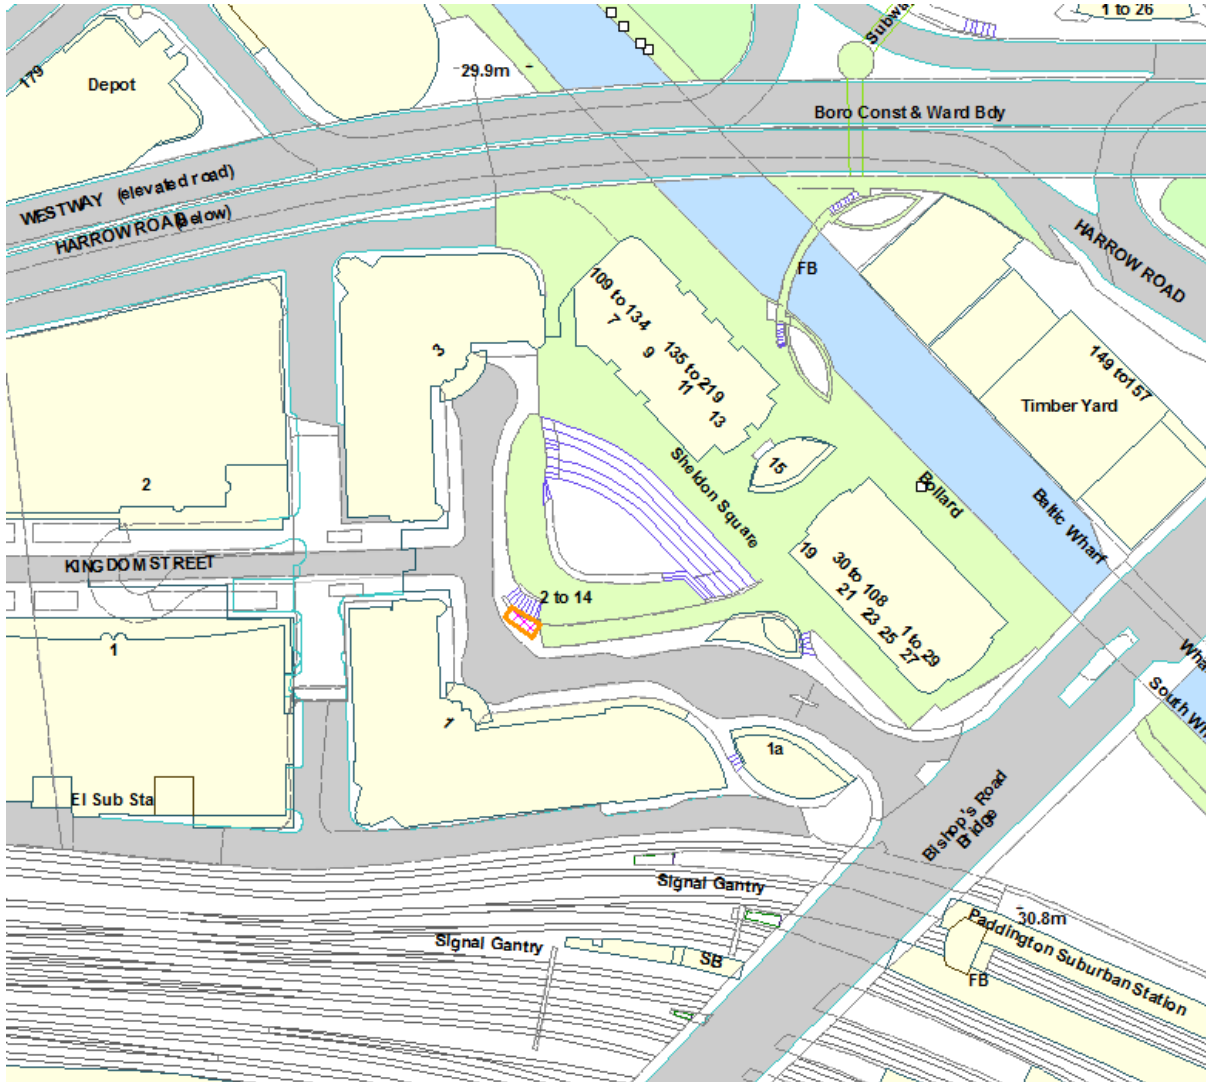 1 to 26
Subwa
179
Depot
29.9m
Boro Const & Ward Bdy
WESTWAY (elevated road)
HARROW ROAD
(below)
HARROW ROAD
FB
109 to 134
7
9
135 to 219
11
13
3
149 to157
Timber Yard
15
Sheldon Square
Bollard
Baltic Wharf
2
KINGDOM STREET
19
30 to 108
21
23
25
27
1 to 29
2 to 14
1
1
1a
Wha
South Wh
El Sub Sta
Bishop's Road
Bridge
Signal Gantry
Signal Gantry
SB
30.8m
Paddington Suburban Station
FB